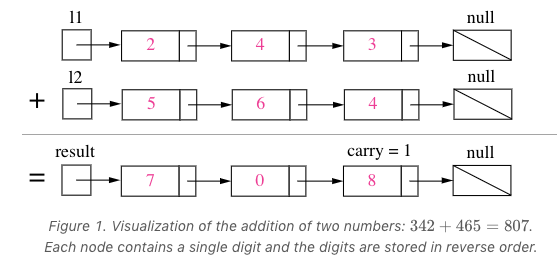 l1 null
2 4 3
l2 null
+ 5 6 4
result carry = 1 null
= 7 0 8
Figure 1. Visualization of the addition of two numbers: 342 + 465 = 807.
Each node contains a single digit and the digits are stored in reverse order.